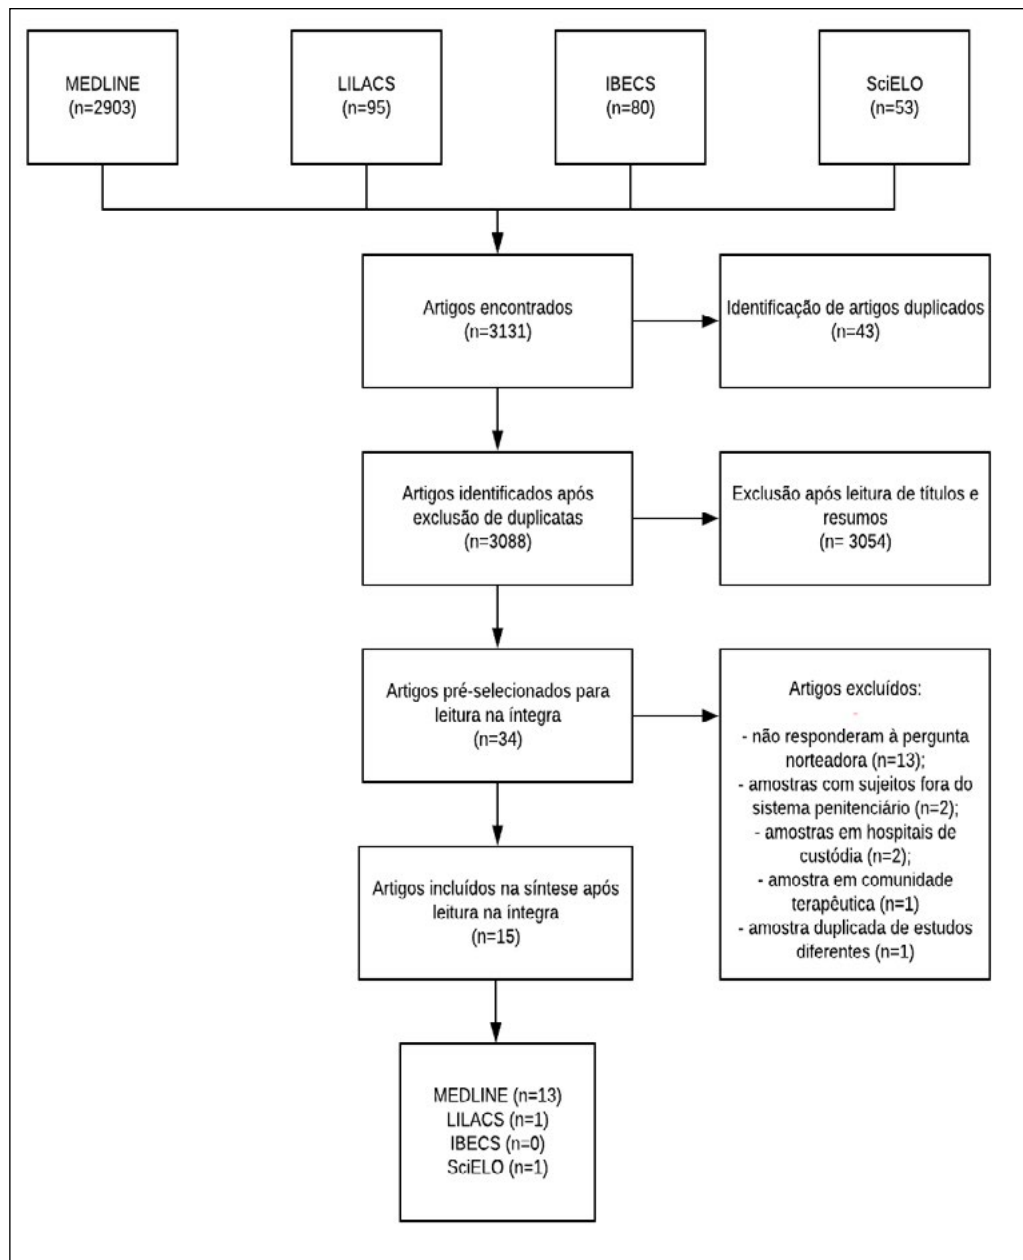 MEDLINE
(n=2903)
LILACS
(n=95)
IBECS
(n=80)
SciELO
(n=53)
Artigos encontrados
(n=3131)
Identificação de artigos duplicados
(n=43)
Artigos identificados após
exclusão de duplicatas
(n=3088)
Exclusão após leitura de títulos e
resumos
(n= 3054)
Artigos pré-selecionados para
leitura na íntegra
(n=34)
Artigos excluídos:
- não responderam à pergunta
norteadora (n=13);
- amostras com sujeitos fora do
sistema penitenciário (n=2);
- amostras em hospitais de
custódia (n=2);
- amostra em comunidade
terapêutica (n=1)
- amostra duplicada de estudos
diferentes (n=1)
Artigos incluídos na síntese após
leitura na íntegra
(n=15)
MEDLINE (n=13)
LILACS (n=1)
IBECS (n=0)
SciELO (n=1)